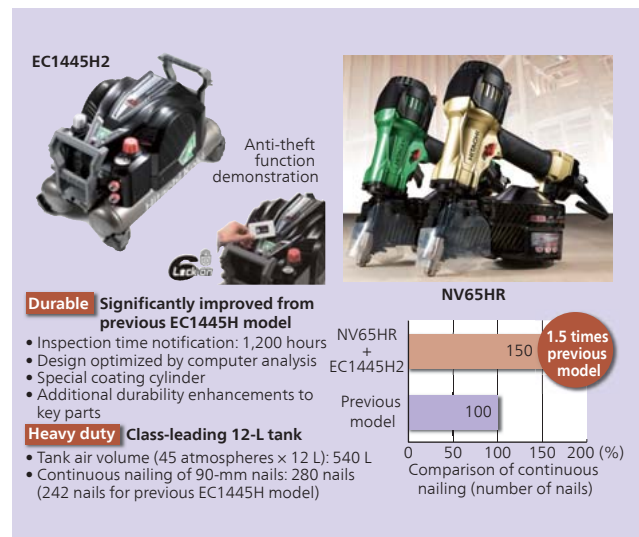 EC1445H2
Anti-theft
function
demonstration
Lock-on
NV65HR
Durable Significantly improved from
previous EC1445H model
• Inspection time notification: 1,200 hours
• Design optimized by computer analysis
• Special coating cylinder
• Additional durability enhancements to
key parts
Heavy duty Class-leading 12-L tank
• Tank air volume (45 atmospheres × 12 L): 540 L
• Continuous nailing of 90-mm nails: 280 nails
(242 nails for previous EC1445H model)
NV65HR
+
EC1445H2
150
1.5 times
previous
model
Previous
model
100
0 50 100 150 200 (%)
Comparison of continuous
nailing (number of nails)
HITACHI
HITACHI